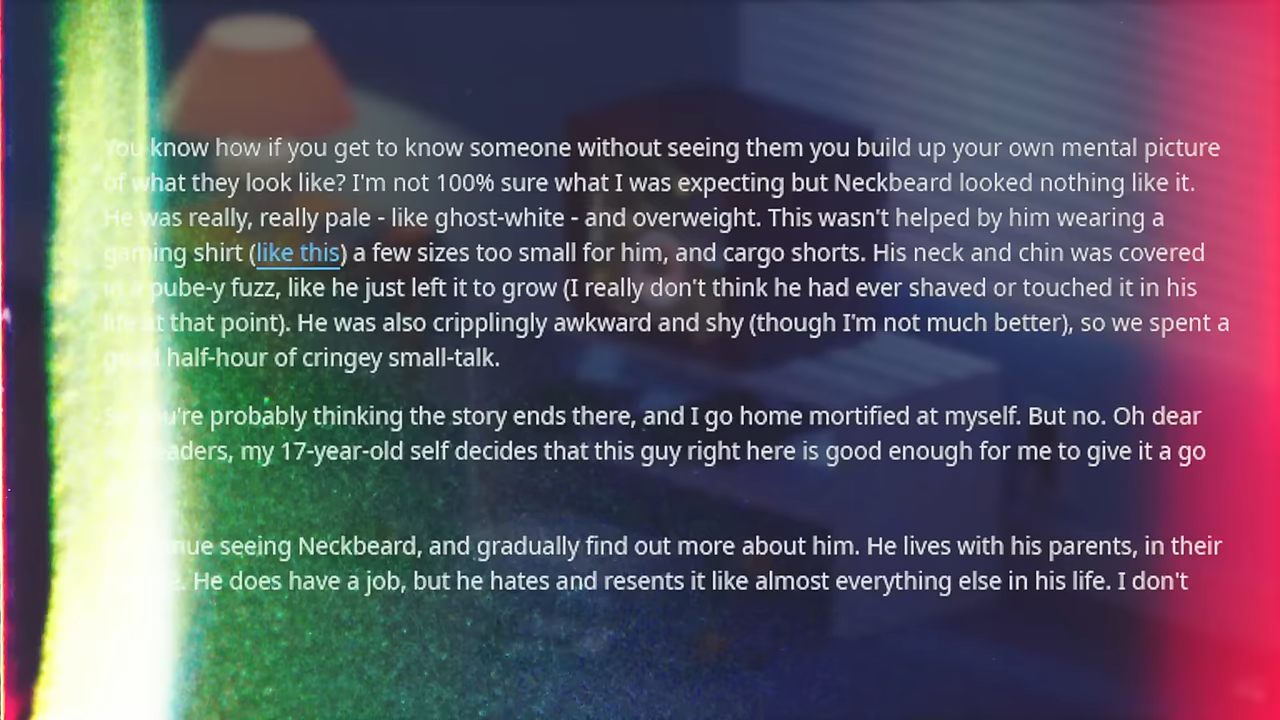 You know how if you get to know someone without seeing them you build up your own mental picture
of what they look like? I'm not 100% sure what I was expecting but Neckbeard looked nothing like it.
He was really, really pale - like ghost-white - and overweight. This wasn't helped by him wearing a
gaming shirt (like this) a few sizes too small for him, and cargo shorts. His neck and chin was covered
in a pube-y fuzz, like he just left it to grow (I really don't think he had ever shaved or touched it in his
life at that point). He was also cripplingly awkward and shy (though I'm not much better), so we spent a
good half-hour of cringey small-talk.
So you're probably thinking the story ends there, and I go home mortified at myself. But no. Oh dear
my 17-year-old self decides that this guy right here is good enough for me to give it a go
seeing Neckbeard, and gradually find out more about him. He lives with his parents, in their
He does have a job, but he hates and resents it like almost everything else in his life. I don't